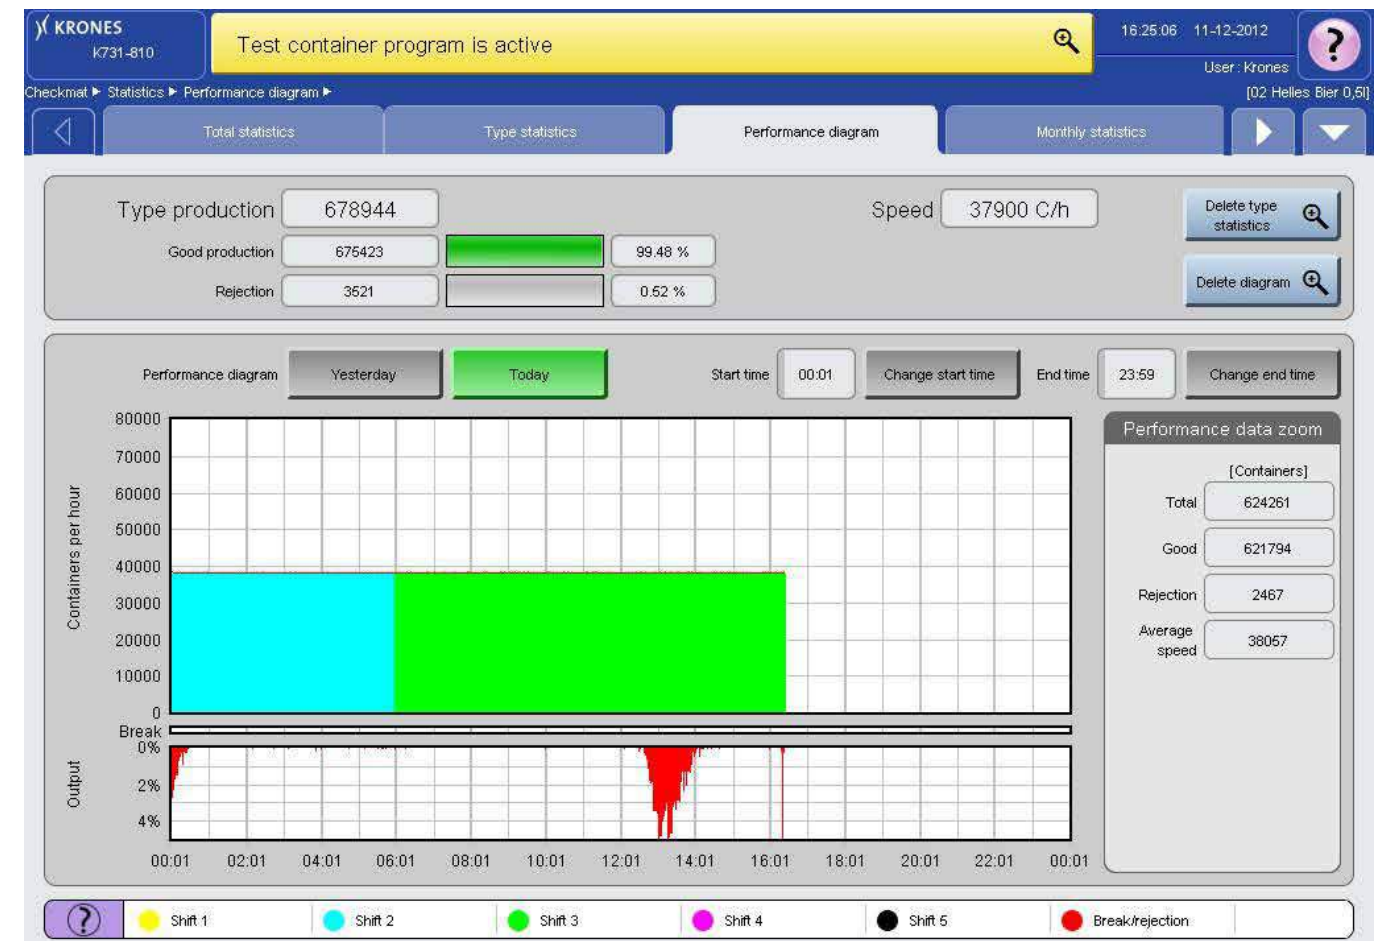 KRONES
K731-810
Test container program is active
16:25:06 11-12-2012
?
User : Krones
Checkmat ▶ Statistics ▶ Performance diagram ▶
[02 Helles Bier 0,5l]
Total statistics
Type statistics
Performance diagram
Monthly statistics
Type production 678944
Speed 37900 C/h
Delete type statistics
Good production 675423 99.48 %
Rejection 3521 0.52 %
Delete diagram
Performance diagram Yesterday Today Start time 00:01 Change start time End time 23:59 Change end time
Containers per hour
80000
70000
60000
50000
40000
30000
20000
10000
0
Break
Output
0%
2%
4%
00:01 02:01 04:01 06:01 08:01 10:01 12:01 14:01 16:01 18:01 20:01 22:01 00:01
Performance data zoom
[Containers]
Total 624261
Good 621794
Rejection 2467
Average speed 38057
? Shift 1 Shift 2 Shift 3 Shift 4 Shift 5 Break/rejection